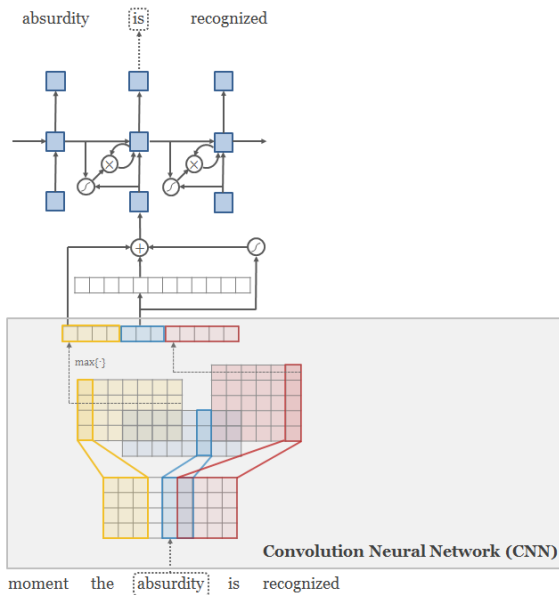 absurdity is recognized
+
max{·}
Convolution Neural Network (CNN)
moment the absurdity is recognized